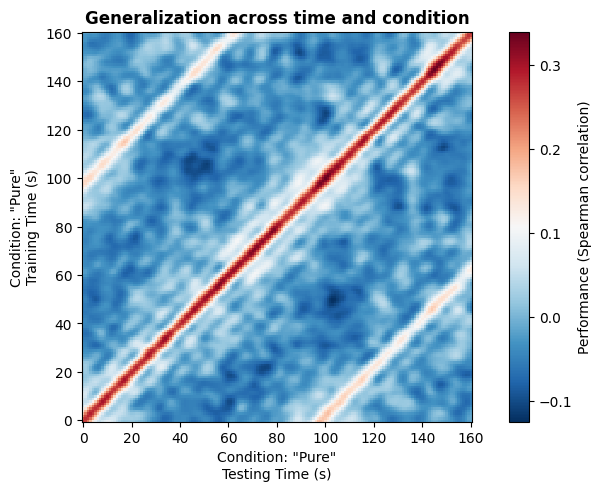 Generalization across time and condition
160
140
120
100
80
60
40
20
0
Condition: "Pure"
Training Time (s)
0 20 40 60 80 100 120 140 160
Condition: "Pure"
Testing Time (s)
0.3
0.2
0.1
0.0
−0.1
Performance (Spearman correlation)